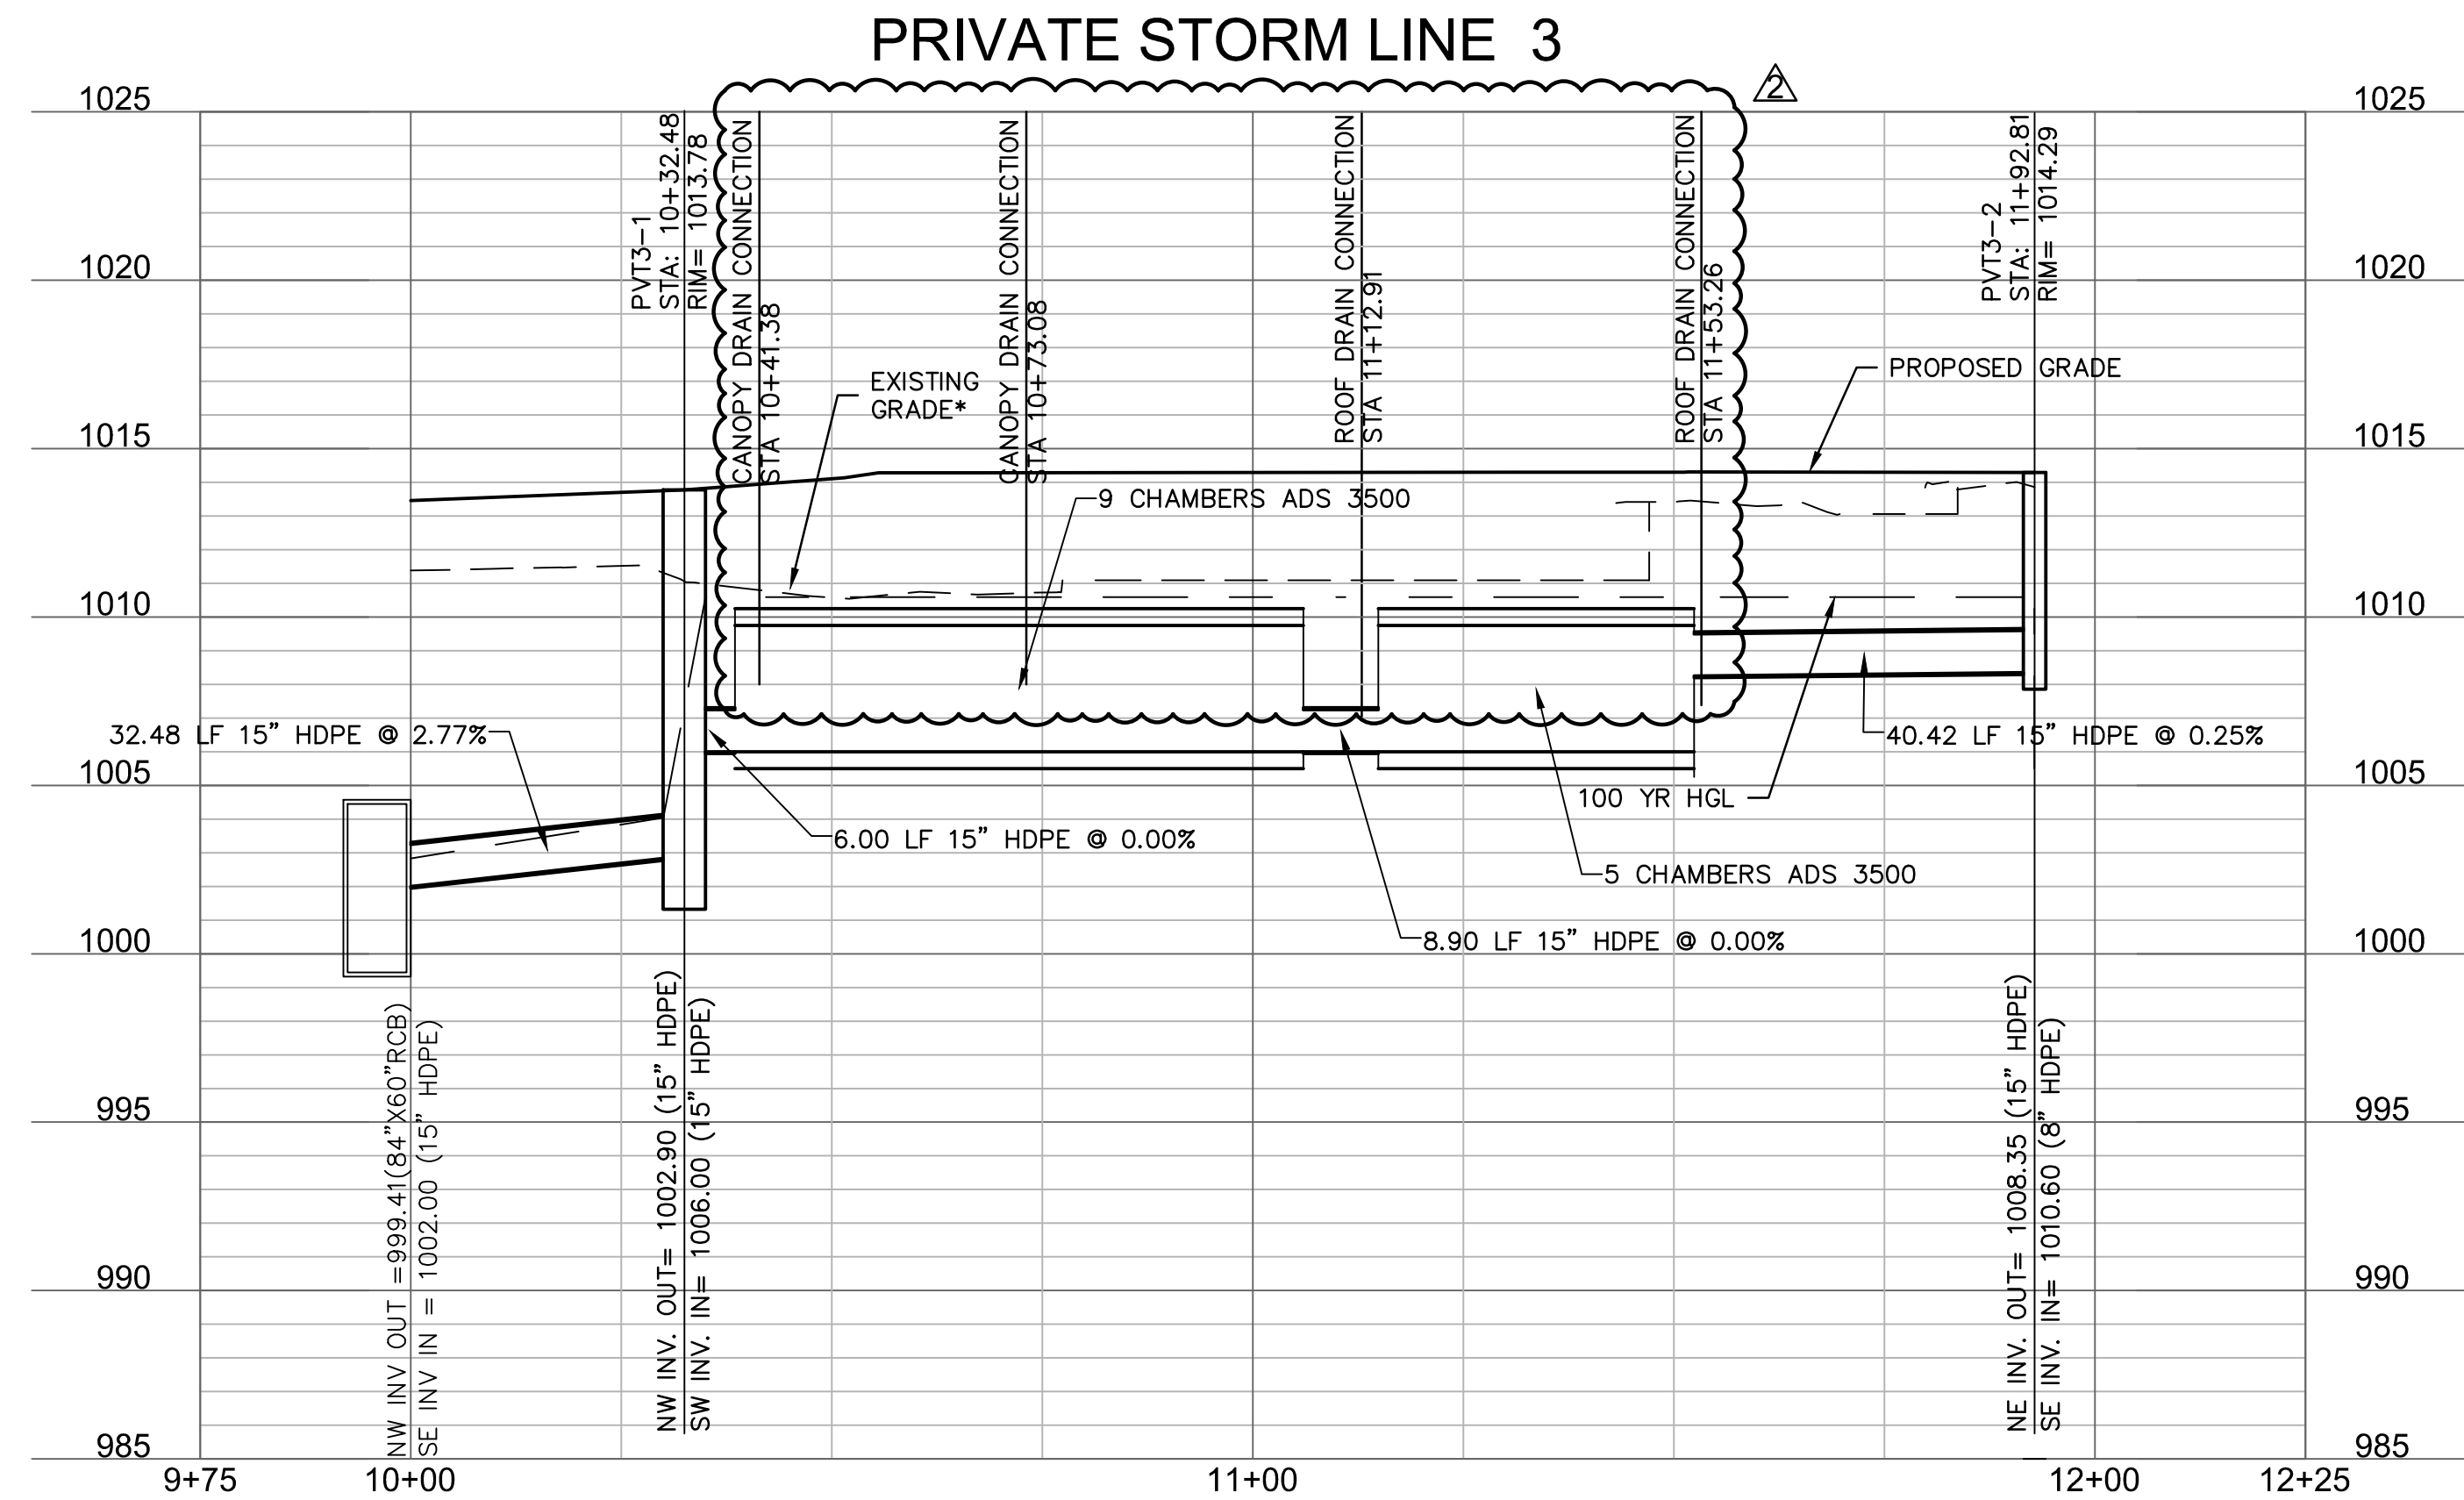 PRIVATE STORM LINE 3
2
1025
1025
1020
1020
1015
1015
1010
1010
1005
1005
1000
1000
995
995
990
990
985
985
9+75
10+00
11+00
12+00
12+25
PVT3-1
STA: 10+32.48
RIM= 1013.78
CANOPY DRAIN CONNECTION
STA 10+41.38
CANOPY DRAIN CONNECTION
STA 10+73.08
ROOF DRAIN CONNECTION
STA 11+12.91
ROOF DRAIN CONNECTION
STA 11+53.26
PVT3-2
STA: 11+92.81
RIM= 1014.29
EXISTING
GRADE*
PROPOSED GRADE
9 CHAMBERS ADS 3500
32.48 LF 15" HDPE @ 2.77%
40.42 LF 15" HDPE @ 0.25%
100 YR HGL
6.00 LF 15" HDPE @ 0.00%
5 CHAMBERS ADS 3500
8.90 LF 15" HDPE @ 0.00%
NW INV OUT =999.41(84"X60"RCB)
SE INV IN = 1002.00 (15" HDPE)
NW INV. OUT= 1002.90 (15" HDPE)
SW INV. IN= 1006.00 (15" HDPE)
NE INV. OUT= 1008.35 (15" HDPE)
SE INV. IN= 1010.60 (8" HDPE)